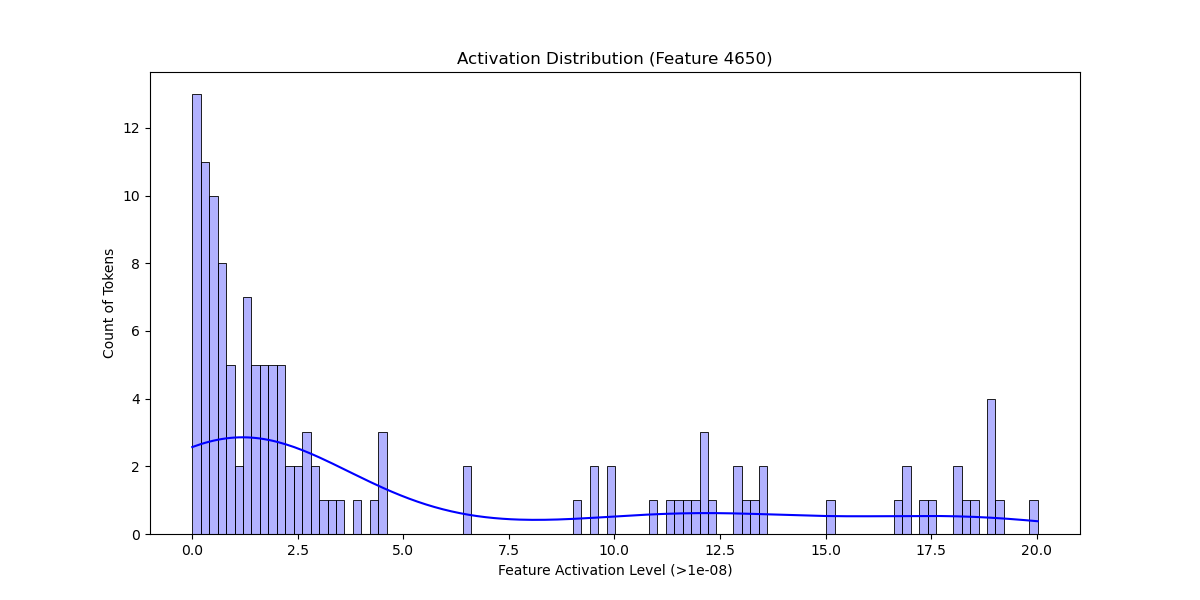 Activation Distribution (Feature 4650)
Count of Tokens
12
10
8
6
4
2
0
0.0 2.5 5.0 7.5 10.0 12.5 15.0 17.5 20.0
Feature Activation Level (>1e-08)